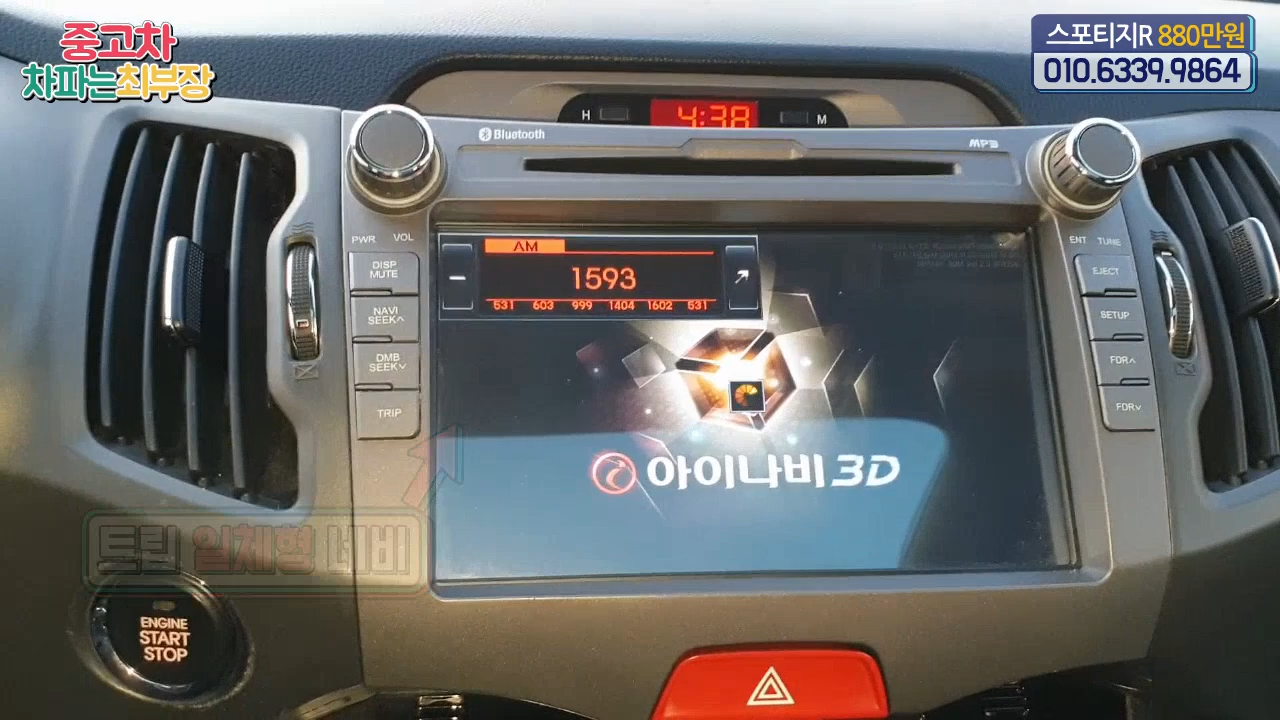 중고차
차파는최부장
스포티지R 880만원
010.6339.9864
H 4:38 M
Bluetooth
MP3
PWR VOL
ENT TUNE
DISP
MUTE
NAVI
SEEK∧
DMB
SEEK∨
TRIP
AM
1593
531 603 999 1404 1602 531
EJECT
SETUP
FDR∧
FDR∨
아이나비 3D
트립 일체형 네비
ENGINE
START
STOP